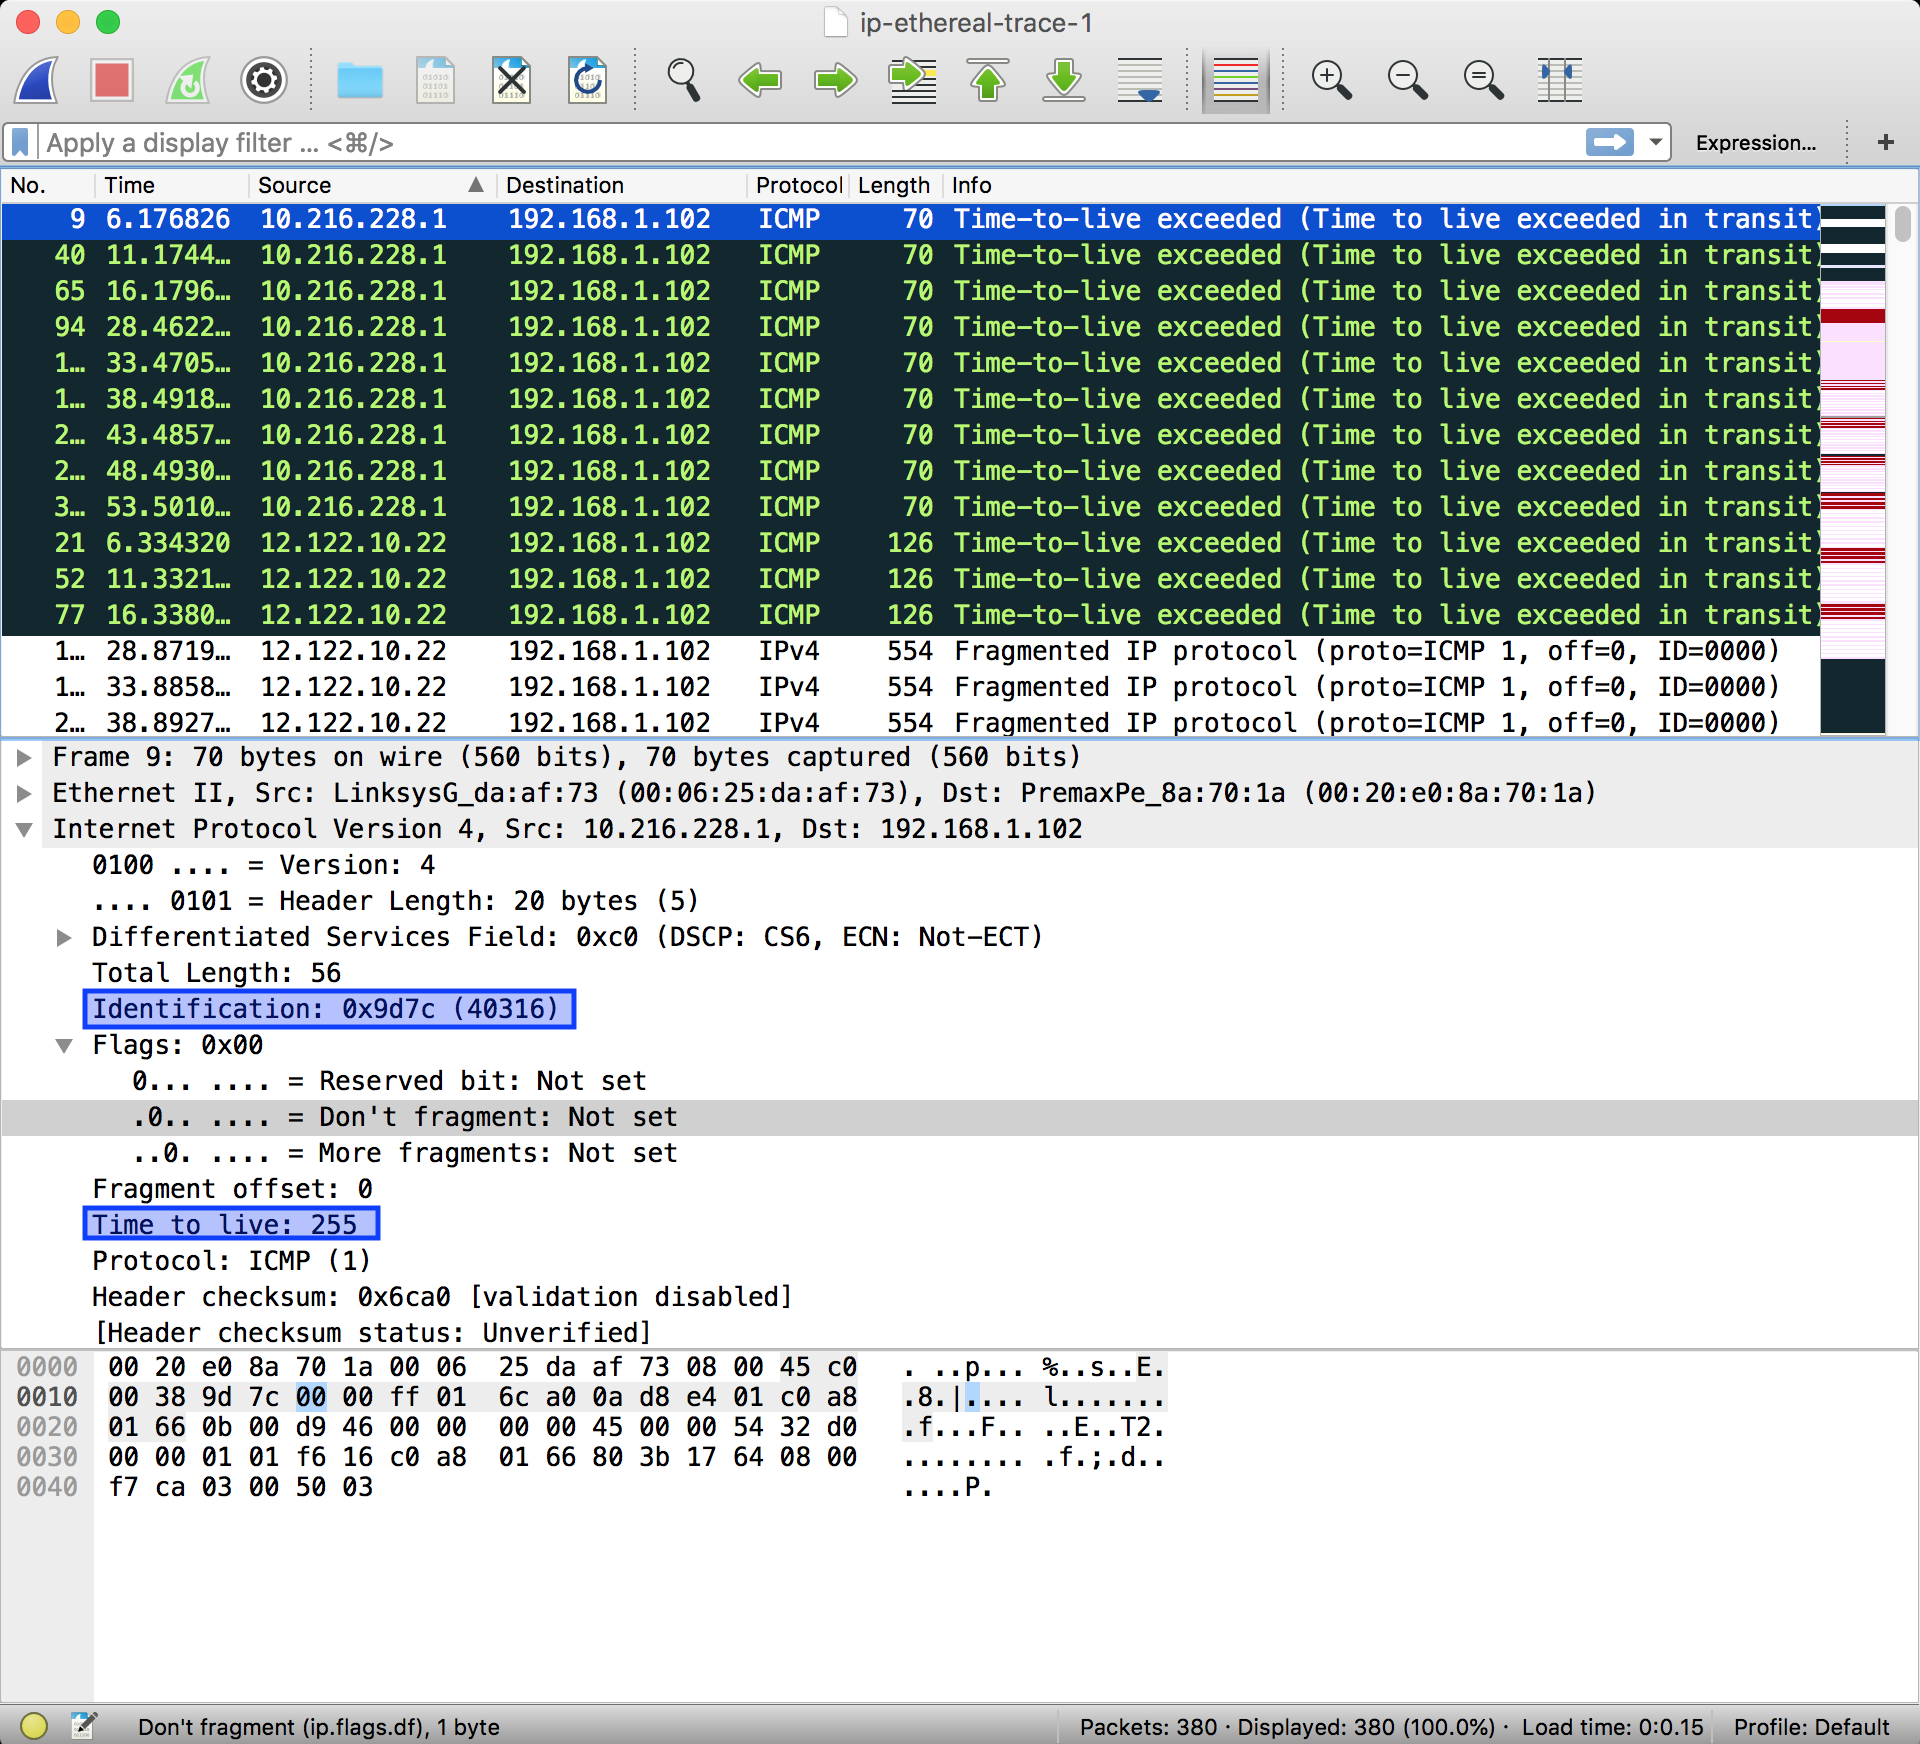 ip-ethereal-trace-1
Apply a display filter ... <⌘/>
Expression... +
No. Time Source Destination Protocol Length Info
9 6.176826 10.216.228.1 192.168.1.102 ICMP 70 Time-to-live exceeded (Time to live exceeded in transit)
40 11.1744… 10.216.228.1 192.168.1.102 ICMP 70 Time-to-live exceeded (Time to live exceeded in transit)
65 16.1796… 10.216.228.1 192.168.1.102 ICMP 70 Time-to-live exceeded (Time to live exceeded in transit)
94 28.4622… 10.216.228.1 192.168.1.102 ICMP 70 Time-to-live exceeded (Time to live exceeded in transit)
1… 33.4705… 10.216.228.1 192.168.1.102 ICMP 70 Time-to-live exceeded (Time to live exceeded in transit)
1… 38.4918… 10.216.228.1 192.168.1.102 ICMP 70 Time-to-live exceeded (Time to live exceeded in transit)
2… 43.4857… 10.216.228.1 192.168.1.102 ICMP 70 Time-to-live exceeded (Time to live exceeded in transit)
2… 48.4930… 10.216.228.1 192.168.1.102 ICMP 70 Time-to-live exceeded (Time to live exceeded in transit)
3… 53.5010… 10.216.228.1 192.168.1.102 ICMP 70 Time-to-live exceeded (Time to live exceeded in transit)
21 6.334320 12.122.10.22 192.168.1.102 ICMP 126 Time-to-live exceeded (Time to live exceeded in transit)
52 11.3321… 12.122.10.22 192.168.1.102 ICMP 126 Time-to-live exceeded (Time to live exceeded in transit)
77 16.3380… 12.122.10.22 192.168.1.102 ICMP 126 Time-to-live exceeded (Time to live exceeded in transit)
1… 28.8719… 12.122.10.22 192.168.1.102 IPv4 554 Fragmented IP protocol (proto=ICMP 1, off=0, ID=0000)
1… 33.8858… 12.122.10.22 192.168.1.102 IPv4 554 Fragmented IP protocol (proto=ICMP 1, off=0, ID=0000)
2… 38.8927… 12.122.10.22 192.168.1.102 IPv4 554 Fragmented IP protocol (proto=ICMP 1, off=0, ID=0000)
Frame 9: 70 bytes on wire (560 bits), 70 bytes captured (560 bits)
Ethernet II, Src: LinksysG_da:af:73 (00:06:25:da:af:73), Dst: PremaxPe_8a:70:1a (00:20:e0:8a:70:1a)
Internet Protocol Version 4, Src: 10.216.228.1, Dst: 192.168.1.102
0100 .... = Version: 4
.... 0101 = Header Length: 20 bytes (5)
Differentiated Services Field: 0xc0 (DSCP: CS6, ECN: Not-ECT)
Total Length: 56
Identification: 0x9d7c (40316)
Flags: 0x00
0... .... = Reserved bit: Not set
.0.. .... = Don't fragment: Not set
..0. .... = More fragments: Not set
Fragment offset: 0
Time to live: 255
Protocol: ICMP (1)
Header checksum: 0x6ca0 [validation disabled]
[Header checksum status: Unverified]
0000 00 20 e0 8a 70 1a 00 06 25 da af 73 08 00 45 c0 . ..p... %..s..E.
0010 00 38 9d 7c 00 00 ff 01 6c a0 0a d8 e4 01 c0 a8 .8.|.... l.......
0020 01 66 0b 00 d9 46 00 00 00 00 45 00 00 54 32 d0 .f...F.. ..E..T2.
0030 00 00 01 01 f6 16 c0 a8 01 66 80 3b 17 64 08 00 ........ .f.;.d..
0040 f7 ca 03 00 50 03 ....P.
Don't fragment (ip.flags.df), 1 byte Packets: 380 · Displayed: 380 (100.0%) · Load time: 0:0.15 Profile: Default